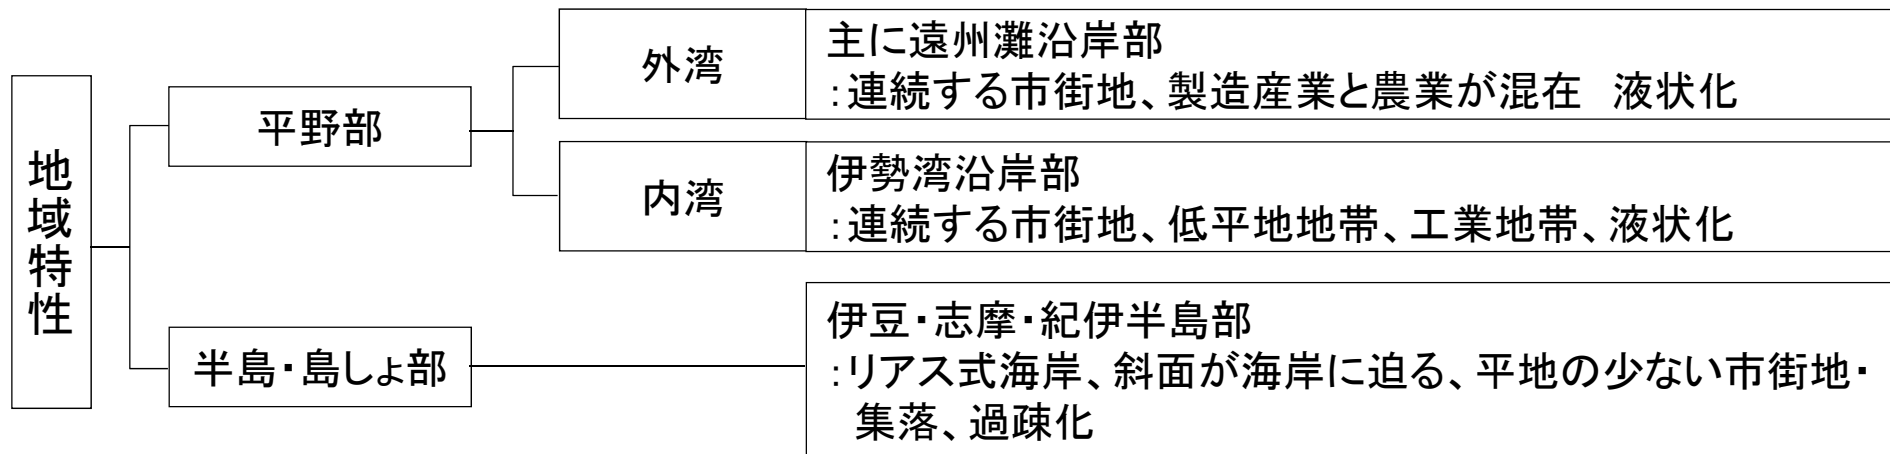 地域特性
平野部
外湾
主に遠州灘沿岸部
：連続する市街地、製造産業と農業が混在　液状化
内湾
伊勢湾沿岸部
：連続する市街地、低平地地帯、工業地帯、液状化
半島・島しょ部
伊豆・志摩・紀伊半島部
：リアス式海岸、斜面が海岸に迫る、平地の少ない市街地・
集落、過疎化